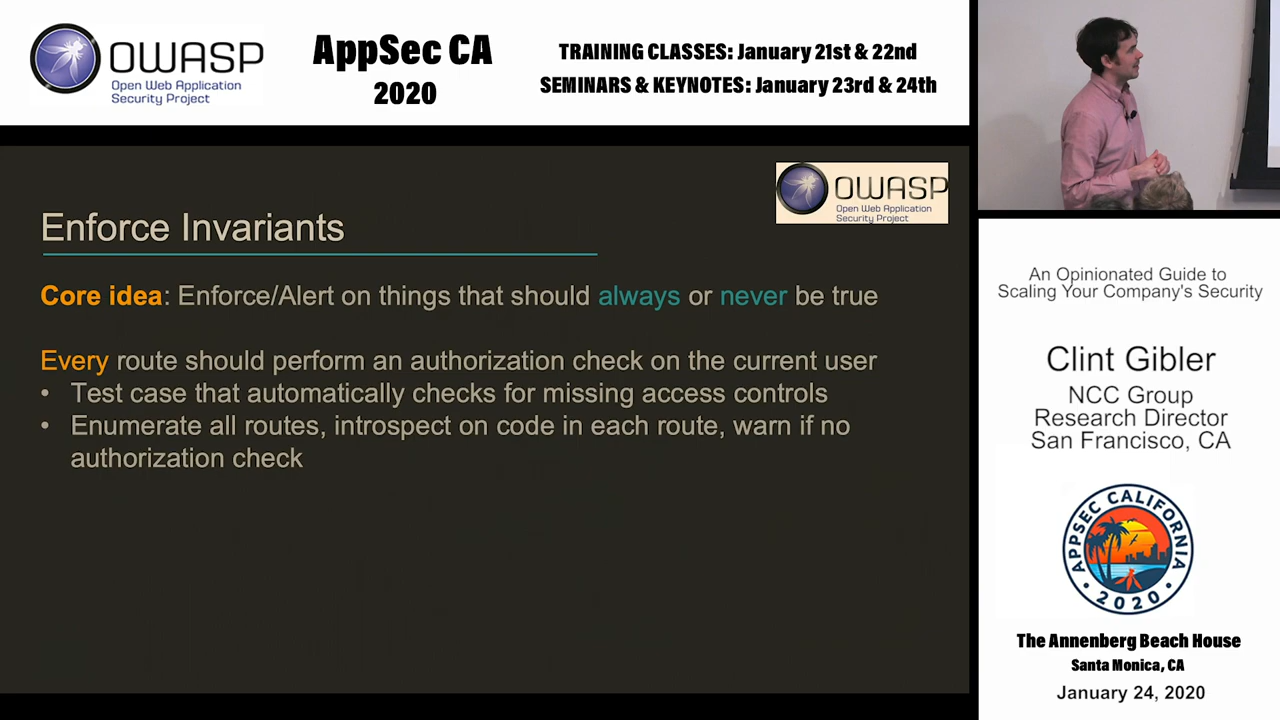 OWASP
Open Web Application
Security Project
AppSec CA
2020
TRAINING CLASSES: January 21st & 22nd
SEMINARS & KEYNOTES: January 23rd & 24th
OWASP
Open Web Application
Security Project
Enforce Invariants
Core idea: Enforce/Alert on things that should always or never be true
Every route should perform an authorization check on the current user
• Test case that automatically checks for missing access controls
• Enumerate all routes, introspect on code in each route, warn if no
authorization check
An Opinionated Guide to
Scaling Your Company's Security
Clint Gibler
NCC Group
Research Director
San Francisco, CA
APPSEC CALIFORNIA
• 2020 •
The Annenberg Beach House
Santa Monica, CA
January 24, 2020